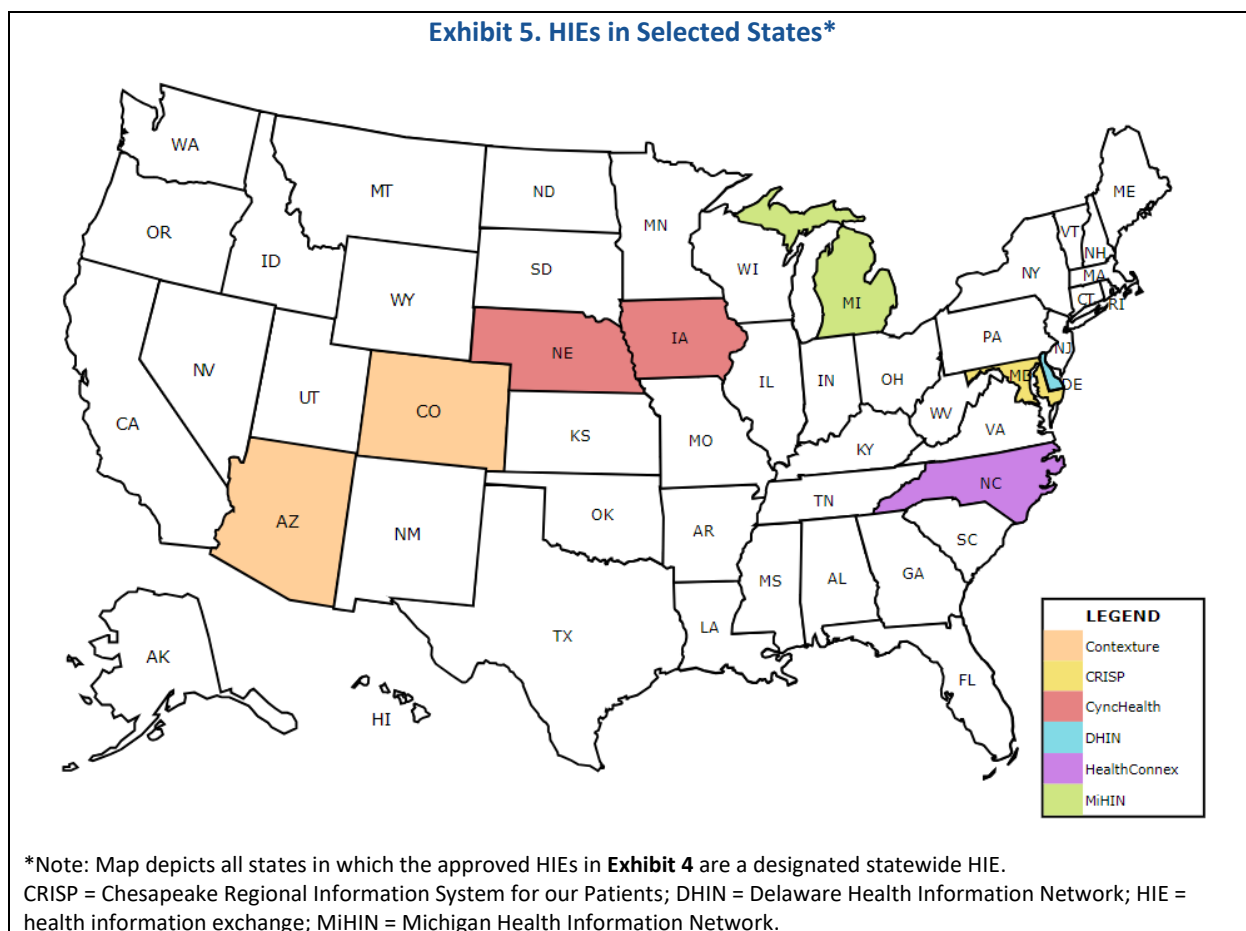 Exhibit 5. HIEs in Selected States*
WA
MT
ND
MN
ME
OR
ID
SD
WI
VT
NH
NY
MA
WY
MI
CT
RI
PA
NE
IA
NJ
NV
OH
MD
DE
IL
IN
UT
CO
WV
CA
VA
KS
MO
KY
NC
TN
AZ
OK
NM
AR
SC
MS
AL
GA
LA
TX
AK
FL
HI
LEGEND
Contexture
CRISP
CyncHealth
DHIN
HealthConnex
MiHIN
*Note: Map depicts all states in which the approved HIEs in Exhibit 4 are a designated statewide HIE.
CRISP = Chesapeake Regional Information System for our Patients; DHIN = Delaware Health Information Network; HIE =
health information exchange; MiHIN = Michigan Health Information Network.